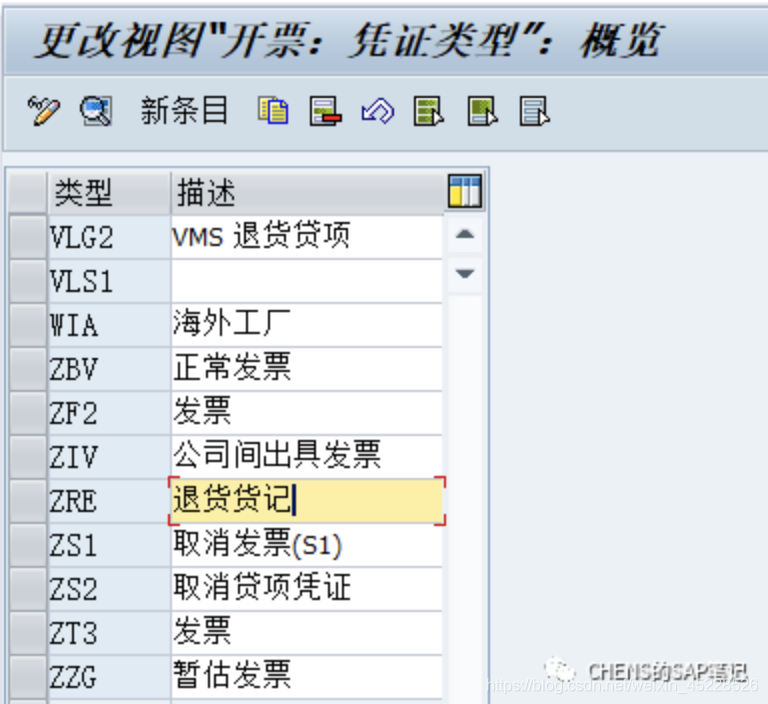 更改视图"开票：凭证类型"：概览
新条目
类型 描述
VLG2 VMS 退货贷项
VLS1
WIA 海外工厂
ZBV 正常发票
ZF2 发票
ZIV 公司间出具发票
ZRE 退货货记
ZS1 取消发票(S1)
ZS2 取消贷项凭证
ZT3 发票
ZZG 暂估发票
CHENS的SAP笔记
https://blog.csdn.net/weixin_45228526